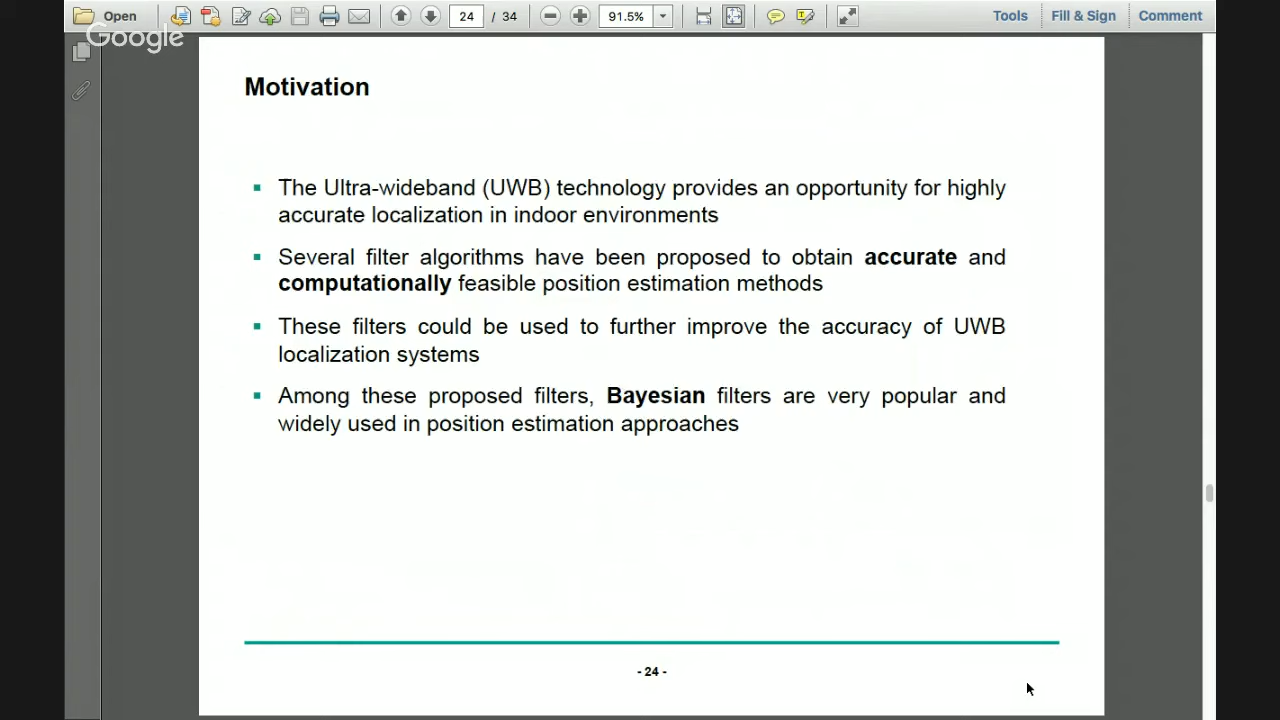 Open
24 / 34
91.5%
Tools
Fill & Sign
Comment
Google
Motivation
The Ultra-wideband (UWB) technology provides an opportunity for highly
accurate localization in indoor environments
Several filter algorithms have been proposed to obtain accurate and
computationally feasible position estimation methods
These filters could be used to further improve the accuracy of UWB
localization systems
Among these proposed filters, Bayesian filters are very popular and
widely used in position estimation approaches
- 24 -